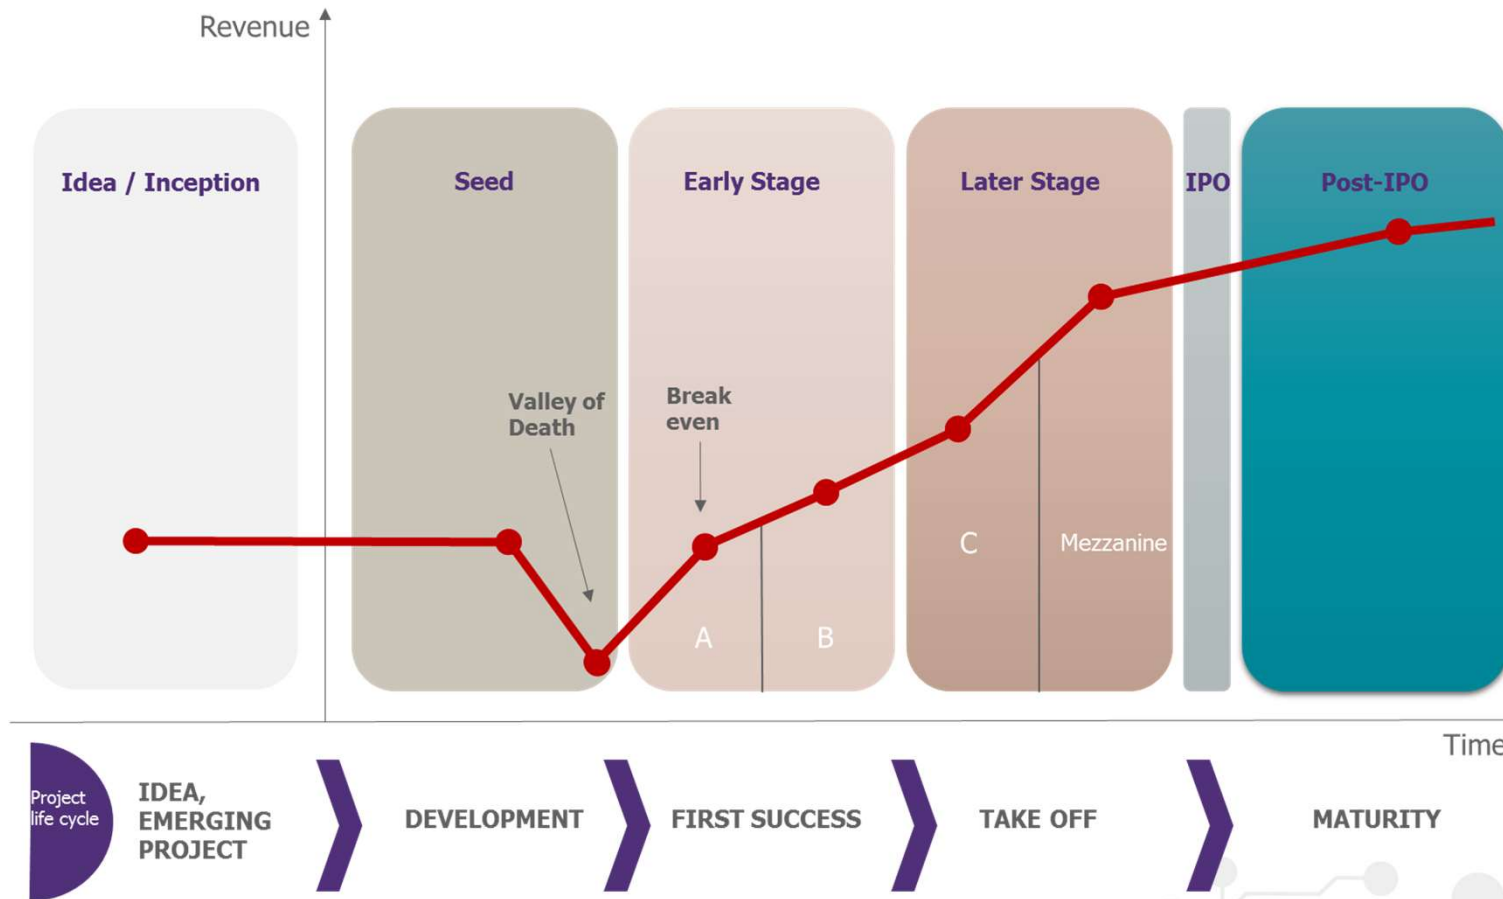 Revenue
Idea / Inception
Seed
Early Stage
Later Stage
IPO
Post-IPO
Valley of
Death
Break
even
A
B
C
Mezzanine
Time
Project
life cycle
IDEA,
EMERGING
PROJECT
DEVELOPMENT
FIRST SUCCESS
TAKE OFF
MATURITY